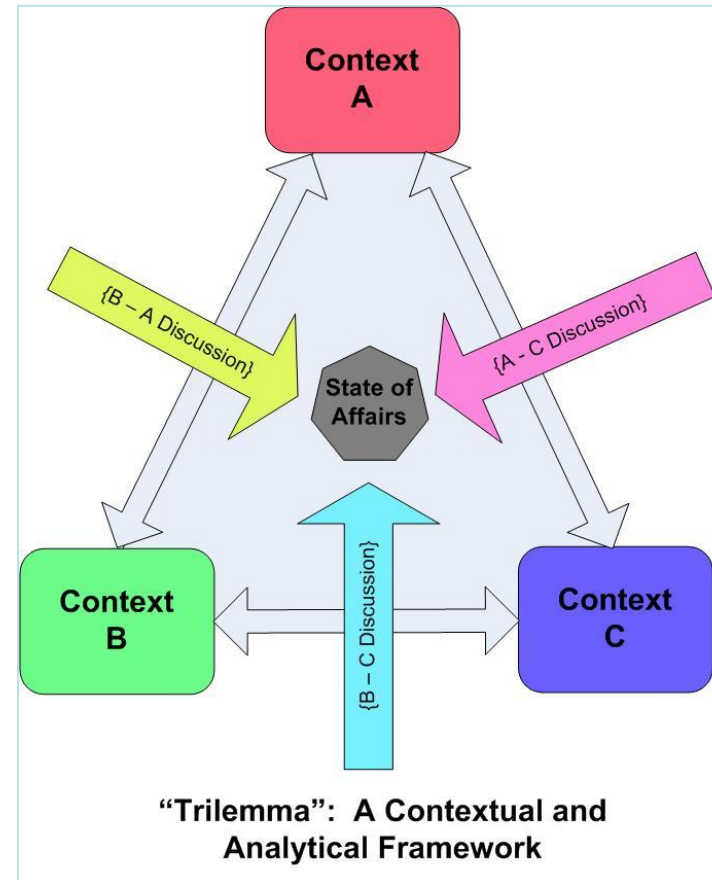 Context
A
{B – A Discussion}
{A - C Discussion}
State of
Affairs
Context
B
{B – C Discussion}
Context
C
“Trilemma”:  A Contextual and
Analytical Framework